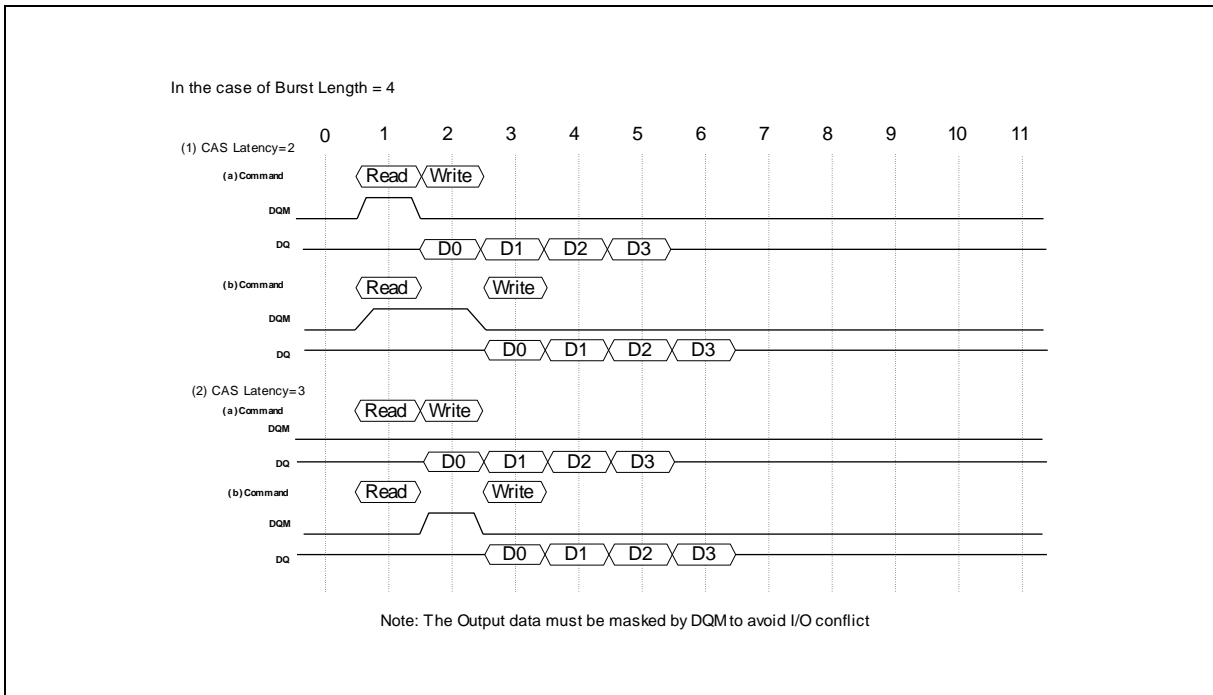 In the case of Burst Length = 4
0 1 2 3 4 5 6 7 8 9 10 11
(1) CAS Latency=2
(a) Command Read Write
DQM
DQ D0 D1 D2 D3
(b) Command Read Write
DQM
DQ D0 D1 D2 D3
(2) CAS Latency=3
(a) Command Read Write
DQM
DQ D0 D1 D2 D3
(b) Command Read Write
DQM
DQ D0 D1 D2 D3
Note: The Output data must be masked by DQM to avoid I/O conflict